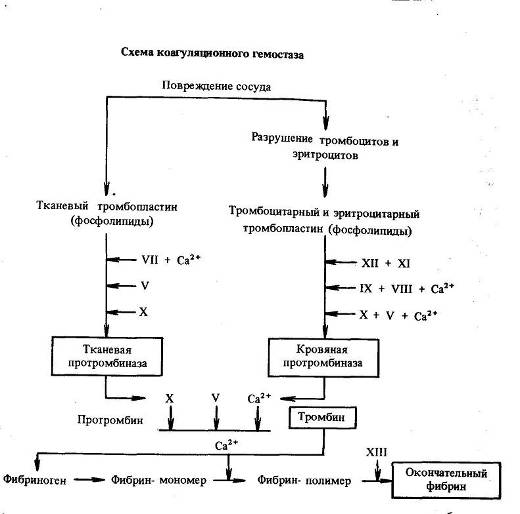 Схема коагуляционного гемостаза
Повреждение сосуда
Разрушение тромбоцитов и
эритроцитов
Тканевый тромбопластин
(фосфолипиды)
Тромбоцитарный и эритроцитарный
тромбопластин (фосфолипиды)
VII + Ca²⁺
V
X
XII + XI
IX + VIII + Ca²⁺
X + V + Ca²⁺
Тканевая
протромбиназа
Кровяная
протромбиназа
X V Ca²⁺
Протромбин
Тромбин
Ca²⁺
XIII
Фибриноген Фибрин- мономер Фибрин- полимер
Окончательный
фибрин